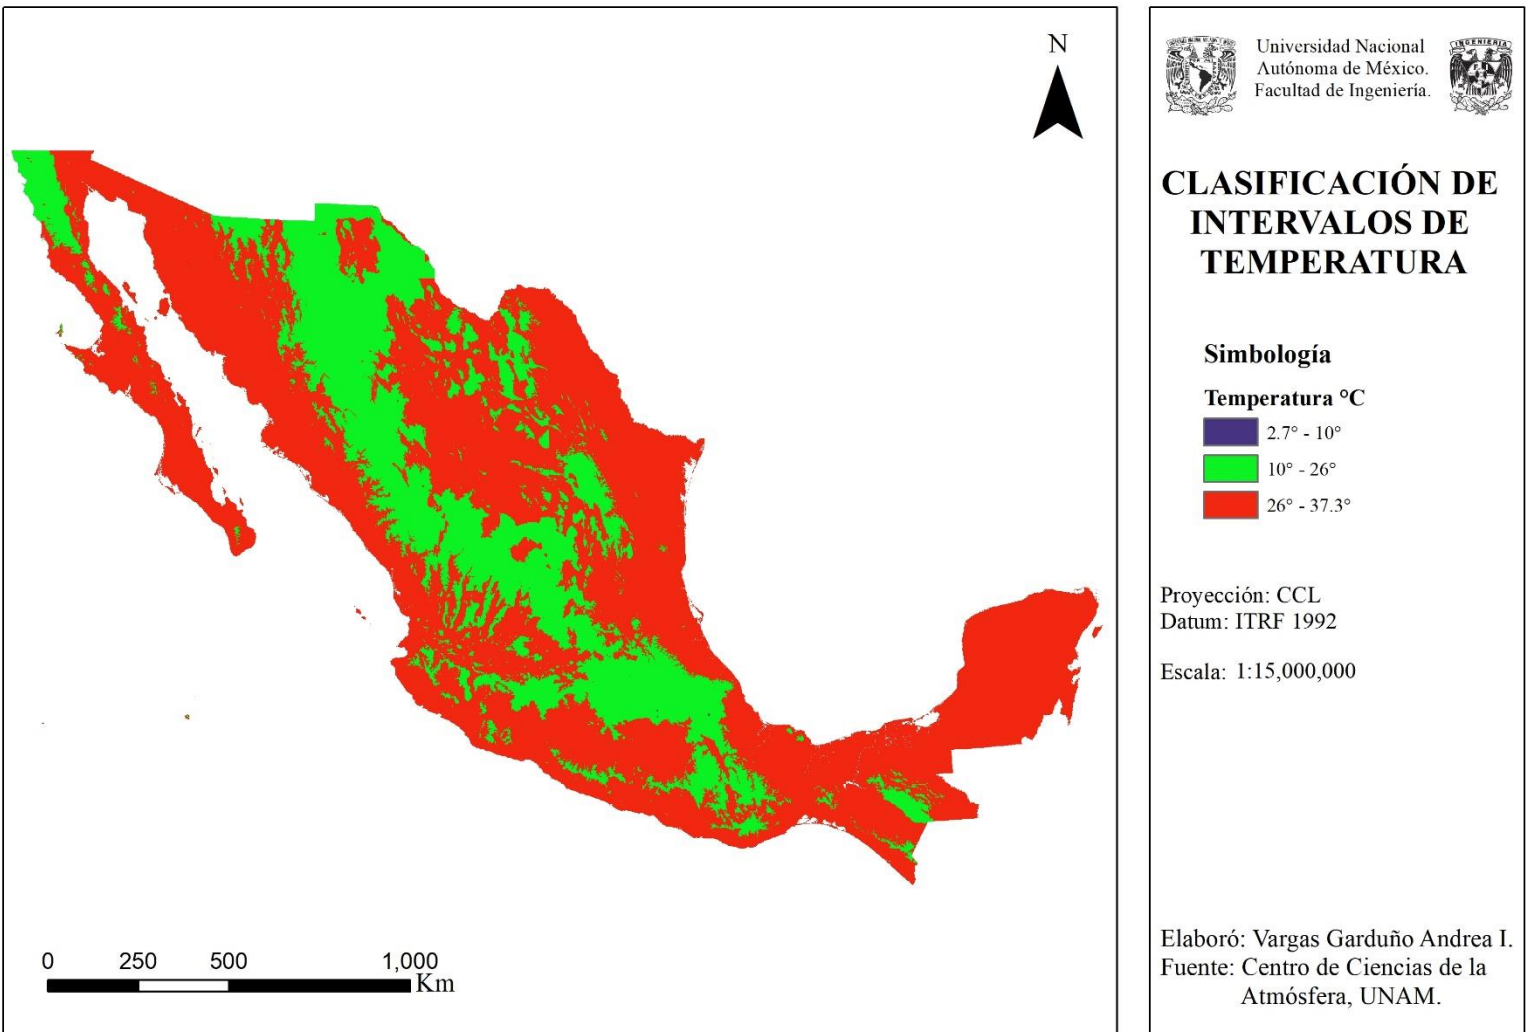 N
0 250 500 1,000
Km
Universidad Nacional
Autónoma de México.
Facultad de Ingeniería.
INGENIERIA
CLASIFICACIÓN DE
INTERVALOS DE
TEMPERATURA
Simbología
Temperatura °C
2.7° - 10°
10° - 26°
26° - 37.3°
Proyección: CCL
Datum: ITRF 1992
Escala: 1:15,000,000
Elaboró: Vargas Garduño Andrea I.
Fuente: Centro de Ciencias de la
Atmósfera, UNAM.